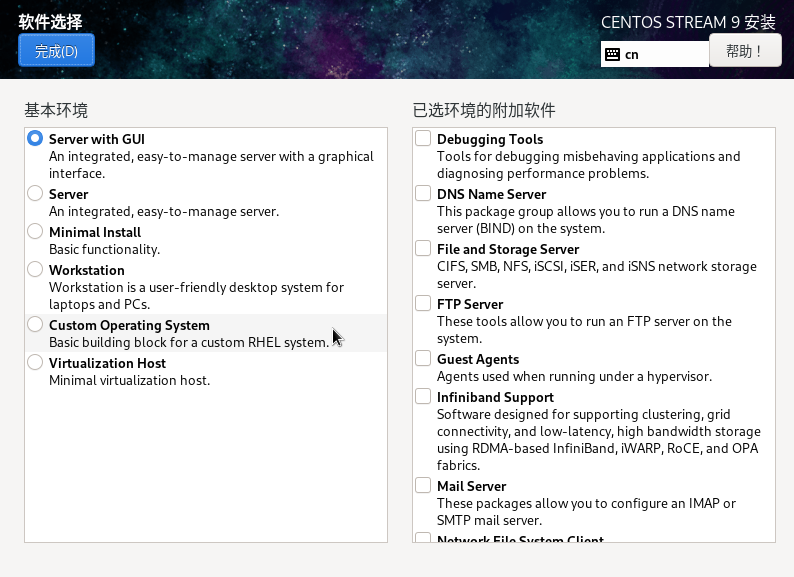 软件选择
CENTOS STREAM 9 安装
完成(D)
cn
帮助！
基本环境
Server with GUI
An integrated, easy-to-manage server with a graphical
interface.
Server
An integrated, easy-to-manage server.
Minimal Install
Basic functionality.
Workstation
Workstation is a user-friendly desktop system for
laptops and PCs.
Custom Operating System
Basic building block for a custom RHEL system.
Virtualization Host
Minimal virtualization host.
已选环境的附加软件
Debugging Tools
Tools for debugging misbehaving applications and
diagnosing performance problems.
DNS Name Server
This package group allows you to run a DNS name
server (BIND) on the system.
File and Storage Server
CIFS, SMB, NFS, iSCSI, iSER, and iSNS network storage
server.
FTP Server
These tools allow you to run an FTP server on the
system.
Guest Agents
Agents used when running under a hypervisor.
Infiniband Support
Software designed for supporting clustering, grid
connectivity, and low-latency, high bandwidth storage
using RDMA-based InfiniBand, iWARP, RoCE, and OPA
fabrics.
Mail Server
These packages allow you to configure an IMAP or
SMTP mail server.
Network File System Client